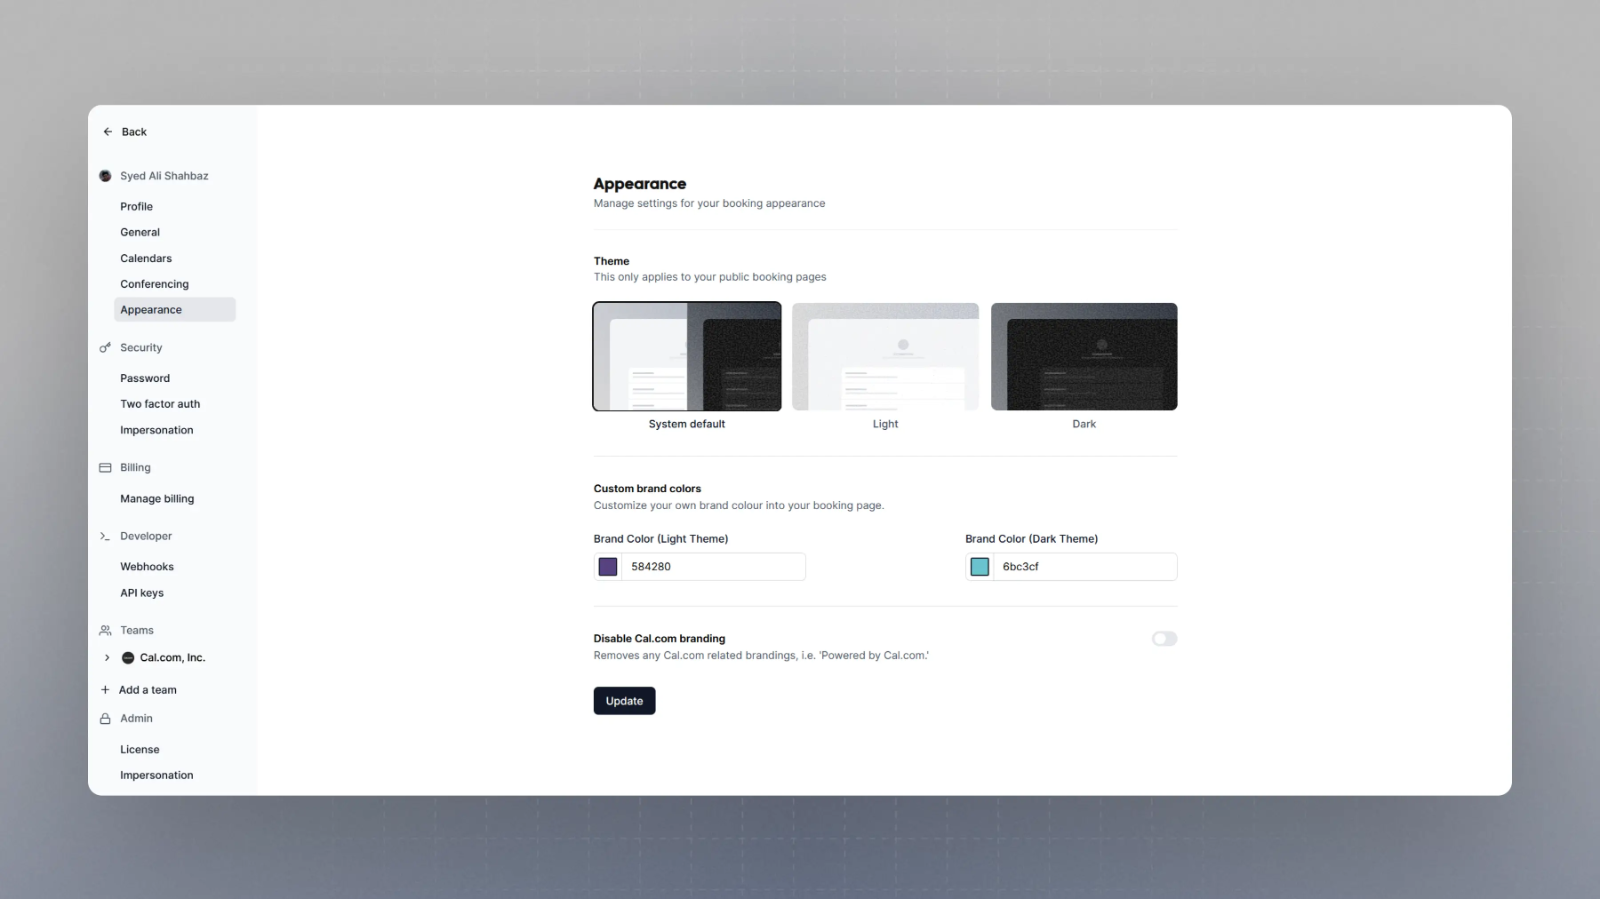 Back
Syed Ali Shahbaz
Profile
General
Calendars
Conferencing
Appearance
Security
Password
Two factor auth
Impersonation
Billing
Manage billing
Developer
Webhooks
API keys
Teams
Cal.com, Inc.
Add a team
Admin
License
Impersonation
Appearance
Manage settings for your booking appearance
Theme
This only applies to your public booking pages
System default
Light
Dark
Custom brand colors
Customize your own brand colour into your booking page.
Brand Color (Light Theme)
584280
Brand Color (Dark Theme)
6bc3cf
Disable Cal.com branding
Removes any Cal.com related brandings, i.e. 'Powered by Cal.com.'
Update